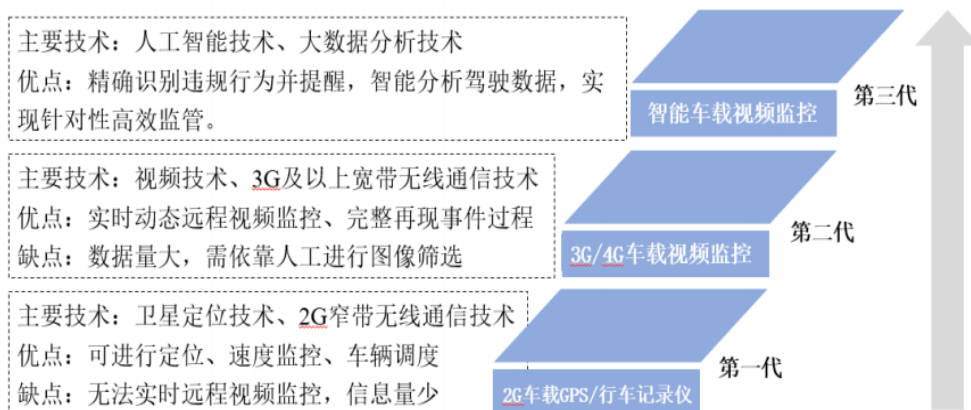 主要技术：人工智能技术、大数据分析技术
优点：精确识别违规行为并提醒，智能分析驾驶数据，实
现针对性高效监管。
智能车载视频监控
第三代
主要技术：视频技术、3G及以上宽带无线通信技术
优点：实时动态远程视频监控、完整再现事件过程
缺点：数据量大，需依靠人工进行图像筛选
3G/4G车载视频监控
第二代
主要技术：卫星定位技术、2G窄带无线通信技术
优点：可进行定位、速度监控、车辆调度
缺点：无法实时远程视频监控，信息量少
2G车载GPS/行车记录仪
第一代